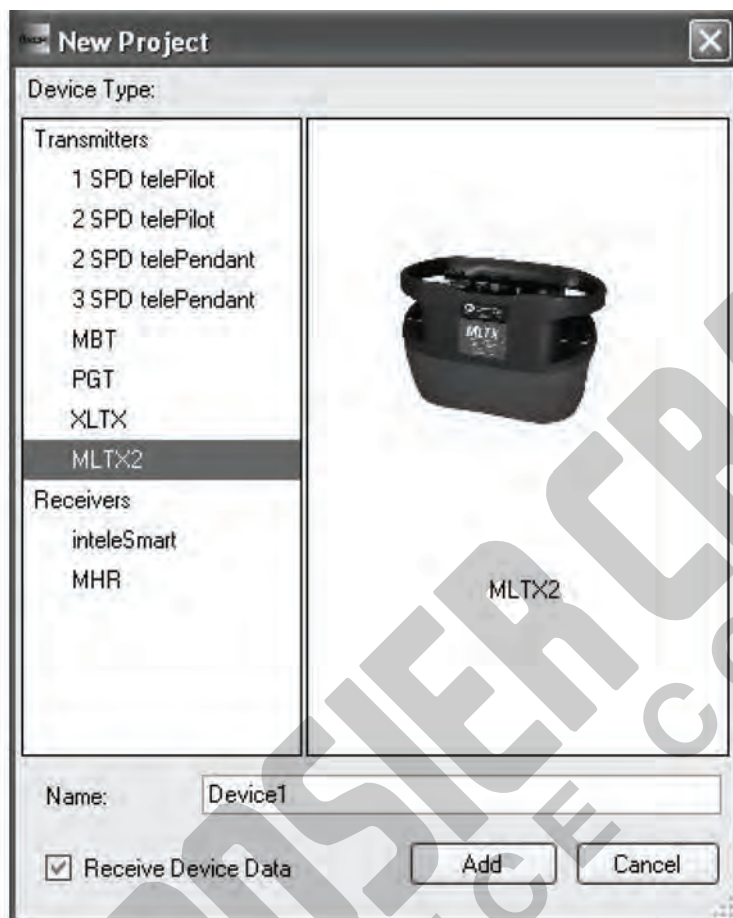 New Project
Device Type:
Transmitters
1 SPD telePilot
2 SPD telePilot
2 SPD telePendant
3 SPD telePendant
MBT
PGT
XLTX
MLTX2
Receivers
inteleSmart
MHR
MLTX
MLTX2
Name: Device1
Receive Device Data
Add
Cancel